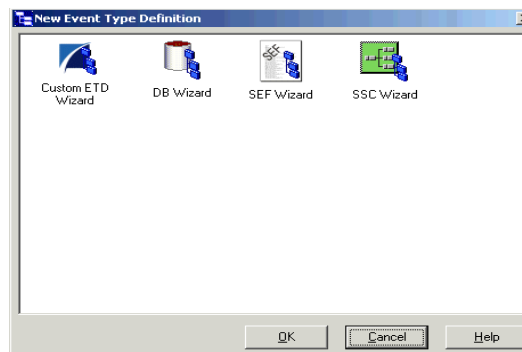 New Event Type Definition
Custom ETD Wizard
DB Wizard
SEF Wizard
SSC Wizard
OK
Cancel
Help